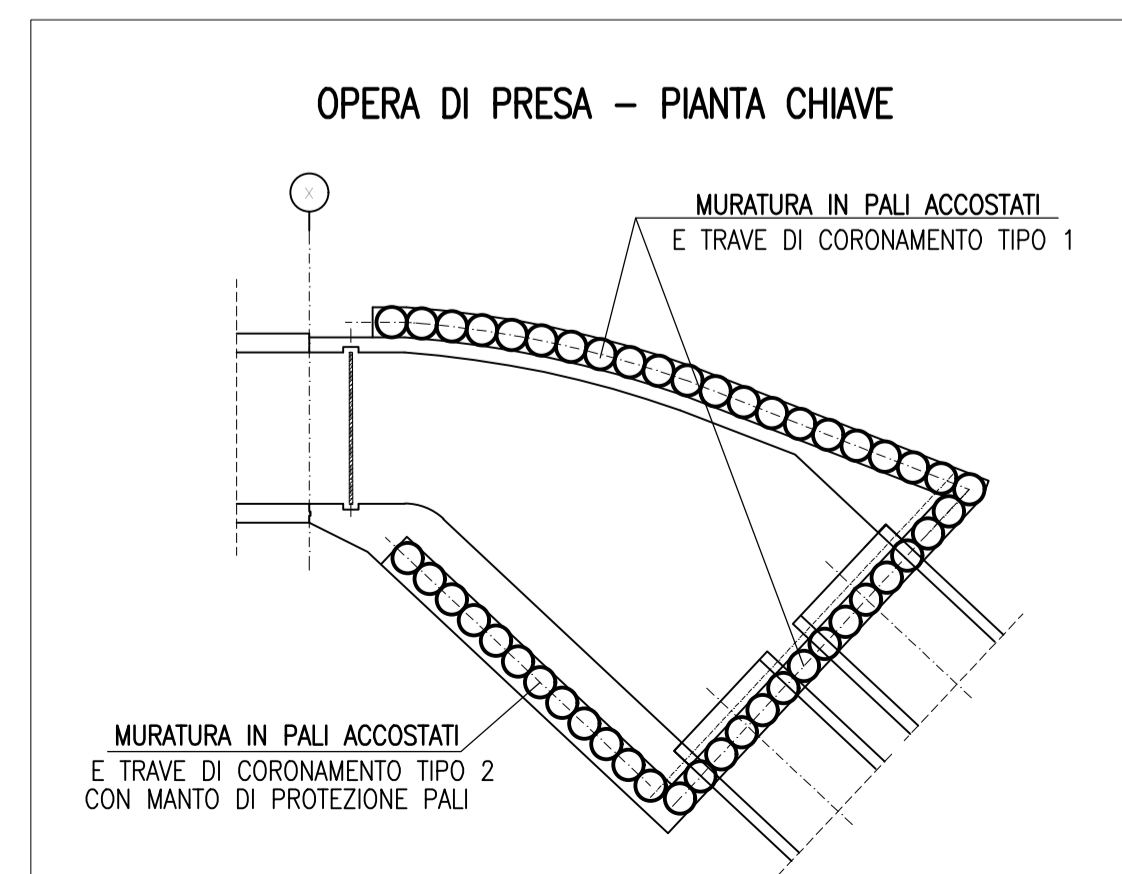 OPERA DI PRESA – PIANTA CHIAVE
X
MURATURA IN PALI ACCOSTATI
E TRAVE DI CORONAMENTO TIPO 1
MURATURA IN PALI ACCOSTATI
E TRAVE DI CORONAMENTO TIPO 2
CON MANTO DI PROTEZIONE PALI